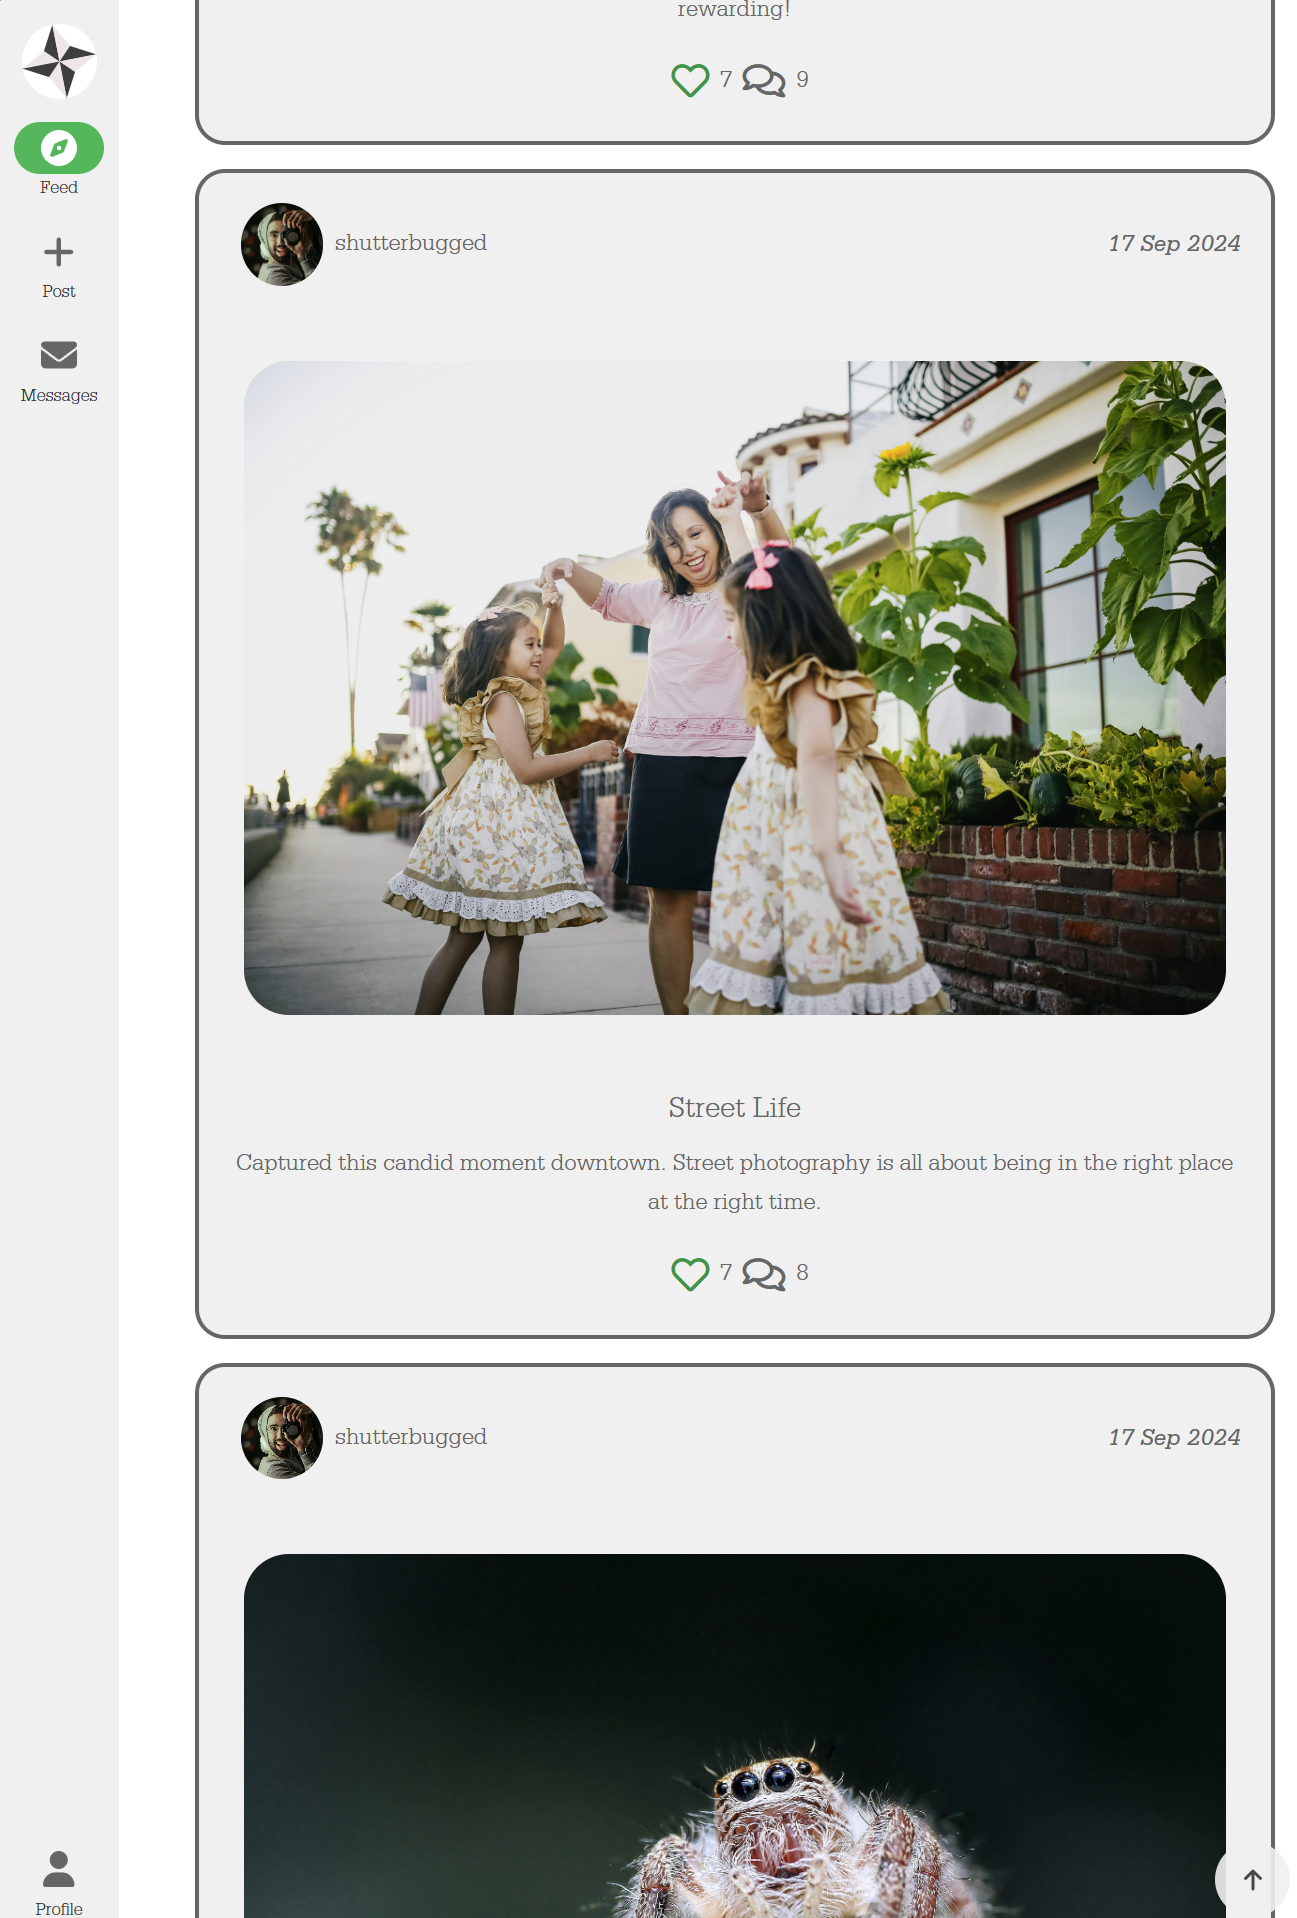 rewarding!
7 9
Feed
Post
Messages
shutterbugged
17 Sep 2024
Street Life
Captured this candid moment downtown. Street photography is all about being in the right place
at the right time.
7 8
shutterbugged
17 Sep 2024
Profile